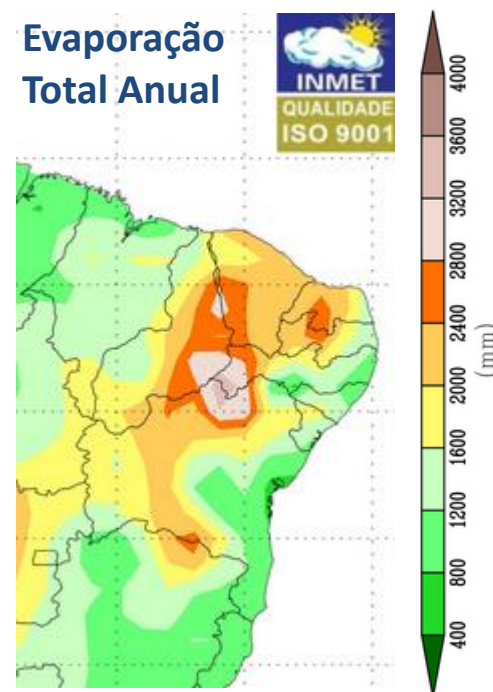 Evaporação
Total Anual
INMET
QUALIDADE
ISO 9001
4000
3600
3200
2800
2400
2000
1600
1200
800
400
(mm)